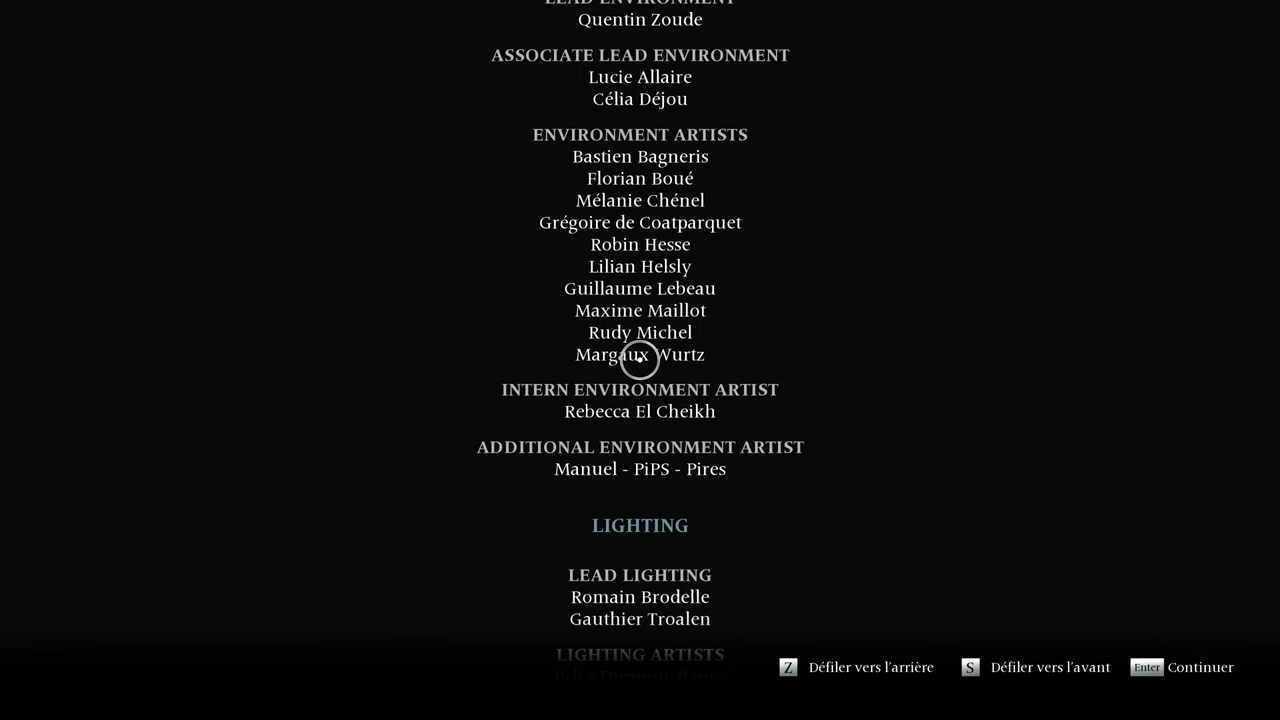 LEAD ENVIRONMENT
Quentin Zoude
ASSOCIATE LEAD ENVIRONMENT
Lucie Allaire
Célia Déjou
ENVIRONMENT ARTISTS
Bastien Bagneris
Florian Boué
Mélanie Chénel
Grégoire de Coatparquet
Robin Hesse
Lilian Helsly
Guillaume Lebeau
Maxime Maillot
Rudy Michel
Margaux Wurtz
INTERN ENVIRONMENT ARTIST
Rebecca El Cheikh
ADDITIONAL ENVIRONMENT ARTIST
Manuel - PiPS - Pires
LIGHTING
LEAD LIGHTING
Romain Brodelle
Gauthier Troalen
LIGHTING ARTISTS
Z Défiler vers l'arrière S Défiler vers l'avant Enter Continuer